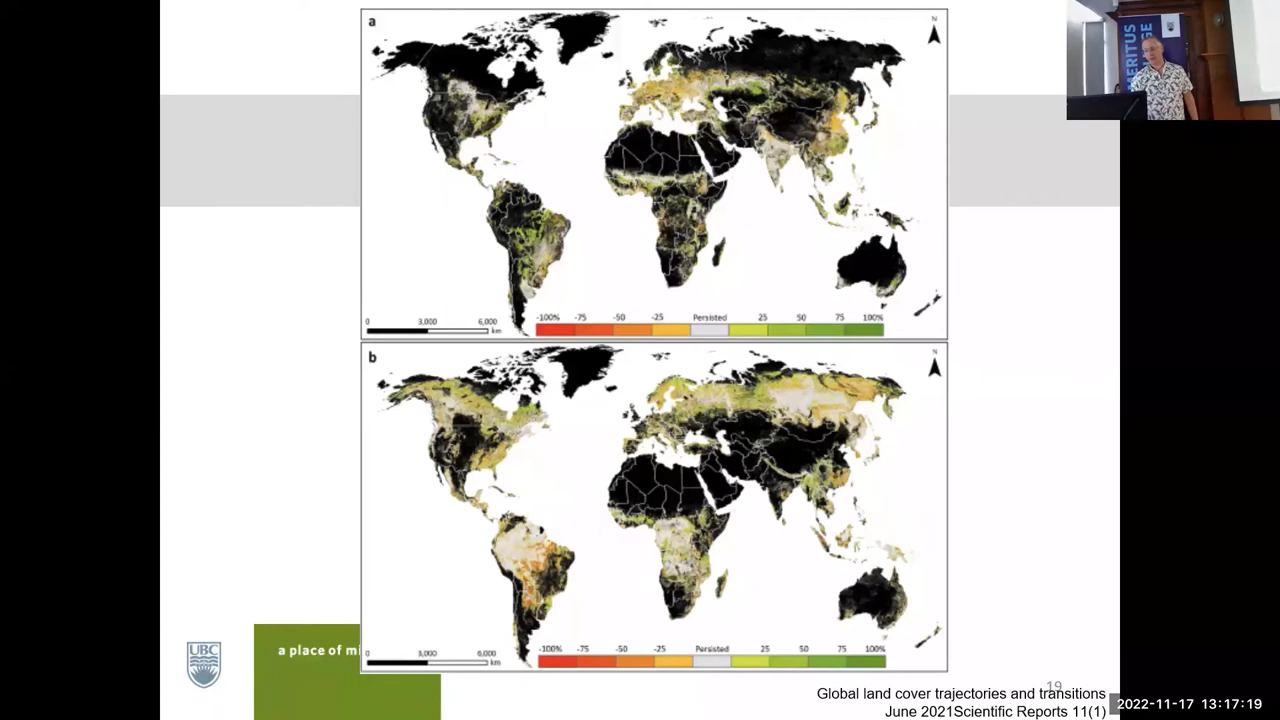 a
N
0 3,000 6,000
km
-100% -75 -50 -25 Persisted 25 50 75 100%
b
N
0 3,000 6,000
km
-100% -75 -50 -25 Persisted 25 50 75 100%
UBC
a place of mi
19
Global land cover trajectories and transitions
June 2021Scientific Reports 11(1)
2022-11-17 13:17:19
MERITUS